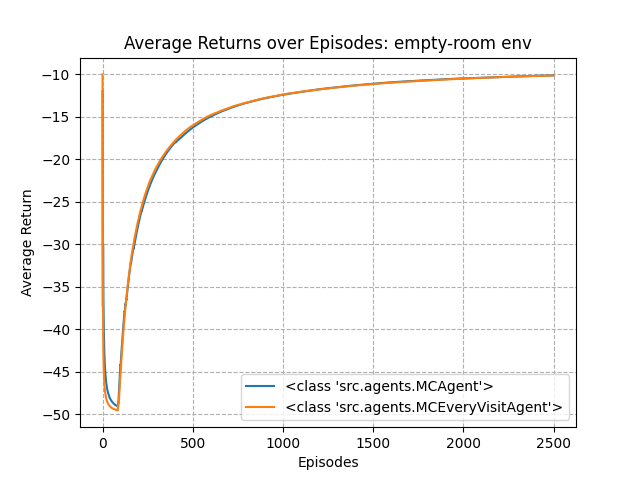 Average Returns over Episodes: empty-room env
Average Return
−10
−15
−20
−25
−30
−35
−40
−45
−50
<class 'src.agents.MCAgent'>
<class 'src.agents.MCEveryVisitAgent'>
0 500 1000 1500 2000 2500
Episodes